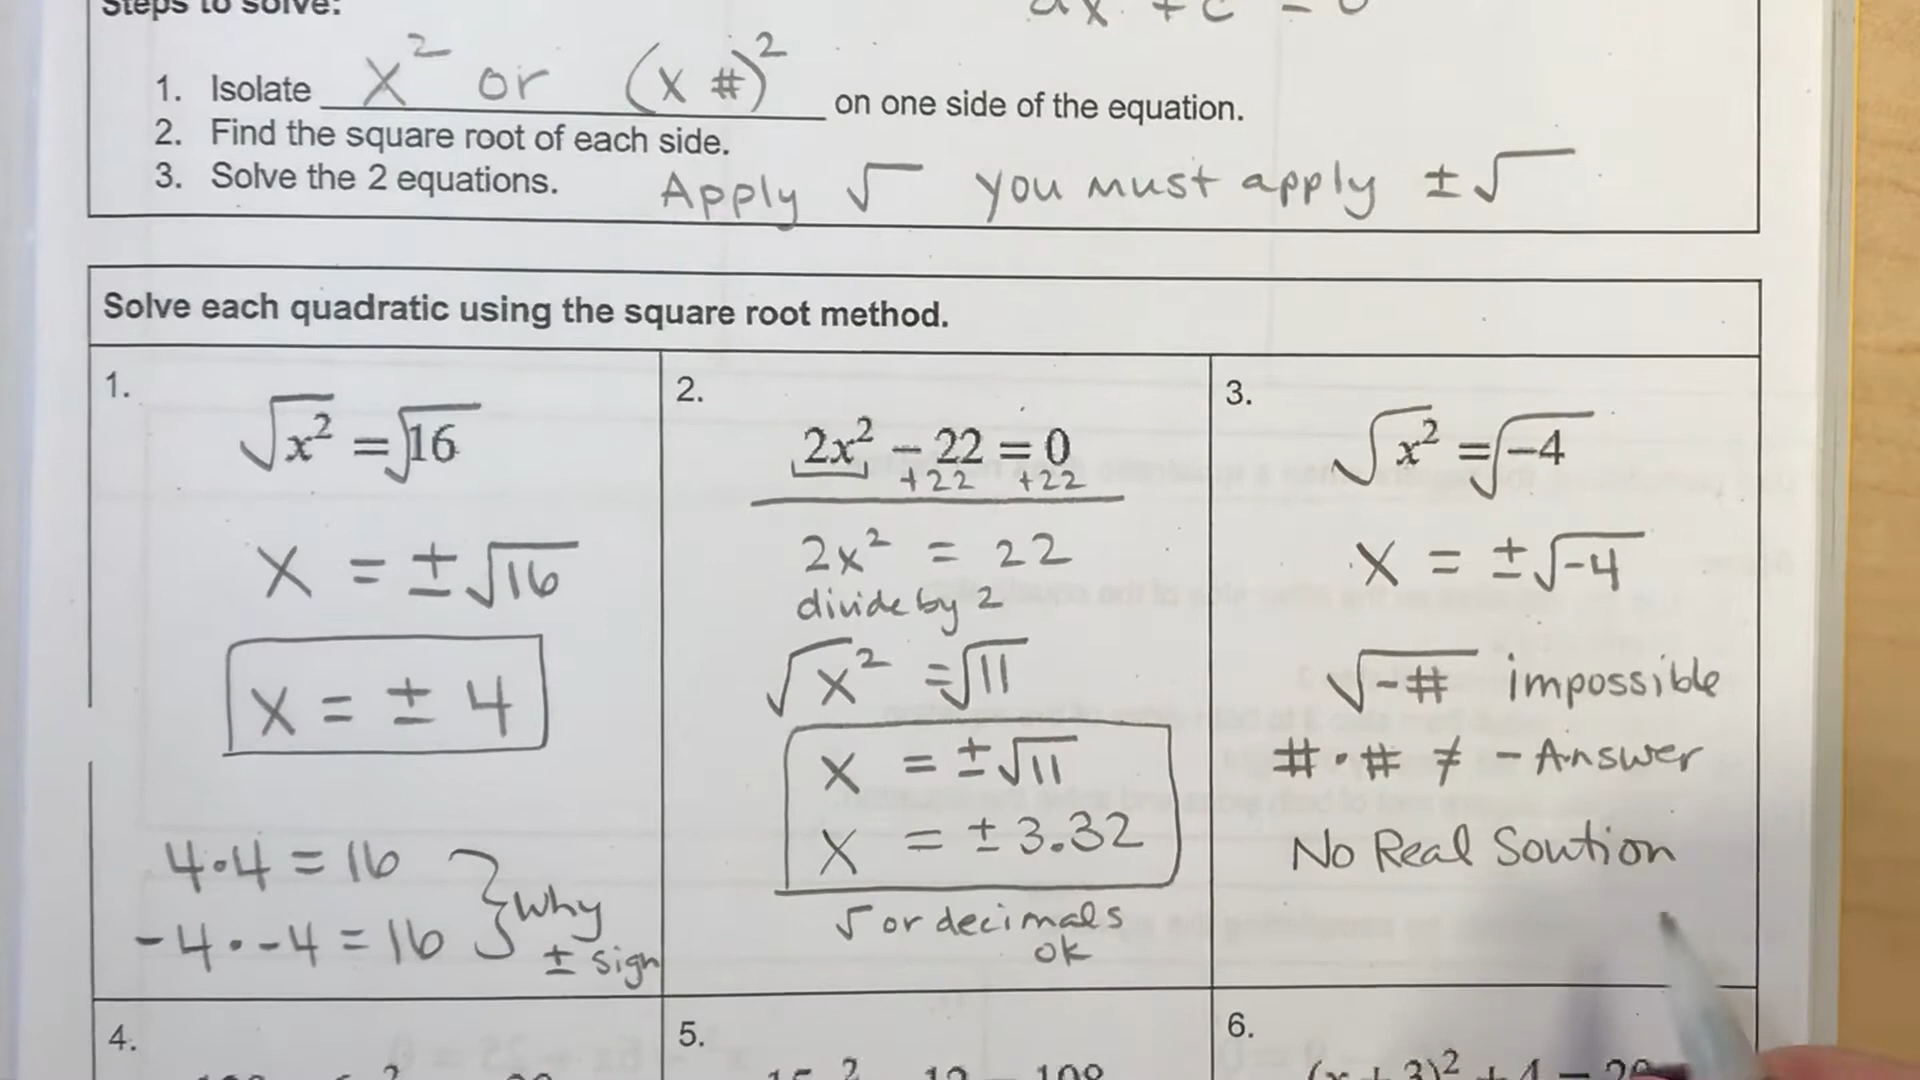 Steps to solve:
1. Isolate x² or (x #)² on one side of the equation.
2. Find the square root of each side.
3. Solve the 2 equations. Apply √ you must apply ±√
Solve each quadratic using the square root method.
1.
√x² = √16
x = ±√16
x = ± 4
4·4 = 16
-4·-4 = 16
} why
± sign
2.
2x² − 22 = 0
+22 +22
2x² = 22
divide by 2
√x² = √11
x = ±√11
x = ± 3.32
√ or decimals
ok
3.
√x² = √−4
x = ±√-4
√-# impossible
# · # ≠ - Answer
No Real Soution
4.
5.
6.